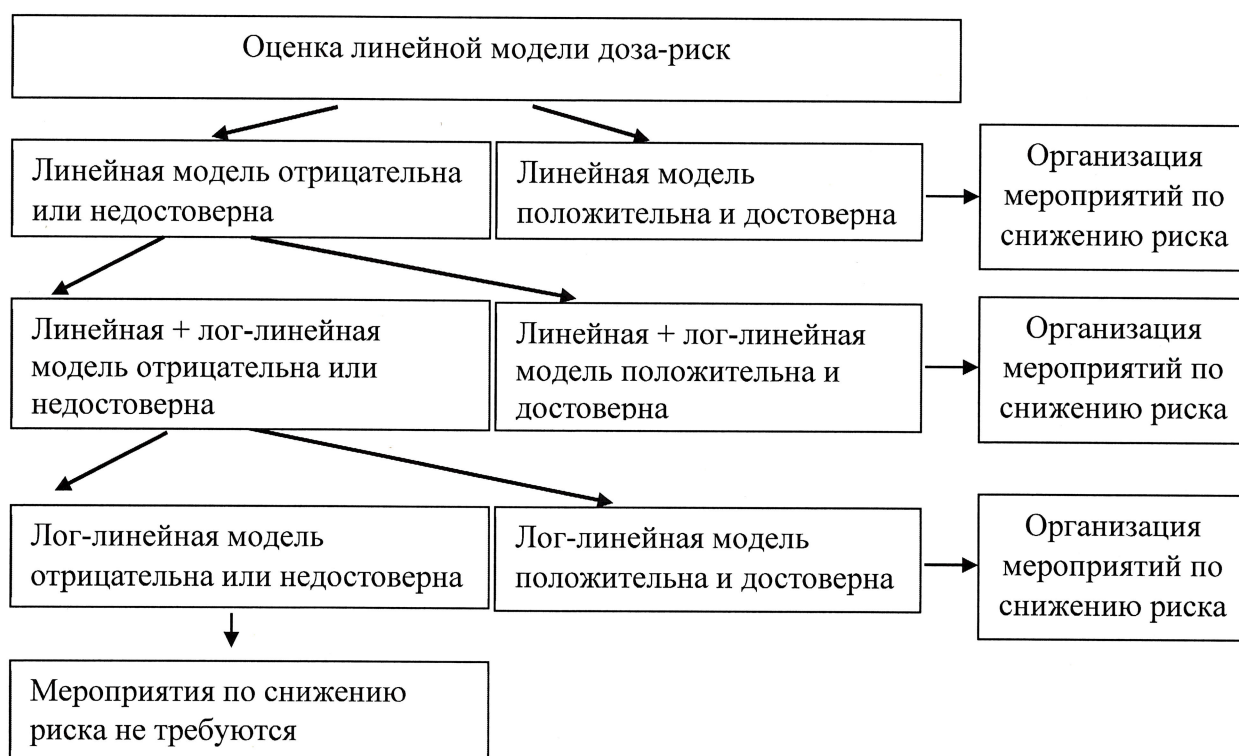 Оценка линейной модели доза-риск
Линейная модель отрицательна
или недостоверна
Линейная модель
положительна и достоверна
Организация
мероприятий по
снижению риска
Линейная + лог-линейная
модель отрицательна или
недостоверна
Линейная + лог-линейная
модель положительна и
достоверна
Организация
мероприятий по
снижению риска
Лог-линейная модель
отрицательна или недостоверна
Лог-линейная модель
положительна и достоверна
Организация
мероприятий по
снижению риска
Мероприятия по снижению
риска не требуются